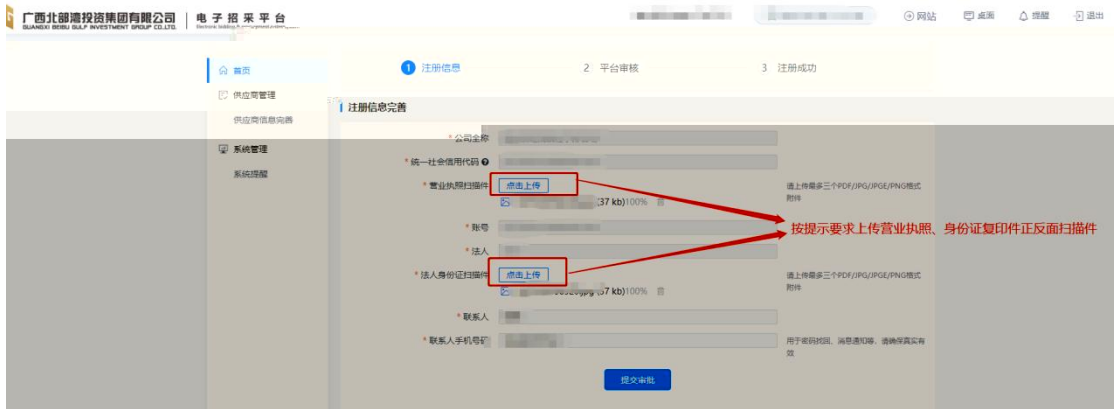 广西北部湾投资集团有限公司 电子招采平台
GUANGXI BEIBU GULF INVESTMENT GROUP CO.,LTD.
网站 桌面 提醒 退出
首页
供应商管理
供应商信息完善
系统管理
系统提醒
1 注册信息 2 平台审核 3 注册成功
注册信息完善
*公司全称
*统一社会信用代码
*营业执照扫描件 点击上传 请上传最多三个PDF/JPG/JPGE/PNG格式
附件
(37 kb)100%
*账号
按提示要求上传营业执照、身份证复印件正反面扫描件
*法人
*法人身份证扫描件 点击上传 请上传最多三个PDF/JPG/JPGE/PNG格式
附件
7 kb)100%
*联系人
*联系人手机号码 用于密码找回、消息通知等，请确保真实有
效
提交审批